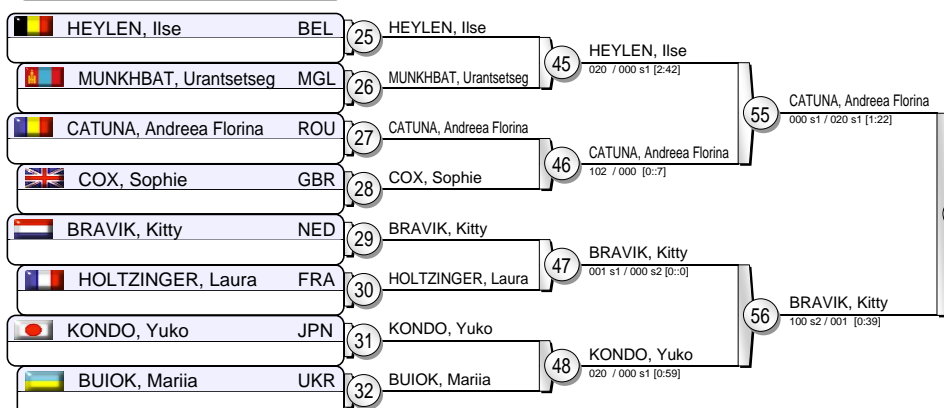 HEYLEN, Ilse BEL
25
HEYLEN, Ilse
MUNKHBAT, Urantsetseg MGL
26
MUNKHBAT, Urantsetseg
45
HEYLEN, Ilse
020 / 000 s1 [2:42]
CATUNA, Andreea Florina ROU
27
CATUNA, Andreea Florina
COX, Sophie GBR
28
COX, Sophie
46
CATUNA, Andreea Florina
102 / 000 [0::7]
55
CATUNA, Andreea Florina
000 s1 / 020 s1 [1:22]
BRAVIK, Kitty NED
29
BRAVIK, Kitty
HOLTZINGER, Laura FRA
30
HOLTZINGER, Laura
47
BRAVIK, Kitty
001 s1 / 000 s2 [0::0]
KONDO, Yuko JPN
31
KONDO, Yuko
BUIOK, Mariia UKR
32
BUIOK, Mariia
48
KONDO, Yuko
020 / 000 s1 [0:59]
56
BRAVIK, Kitty
100 s2 / 001 [0:39]